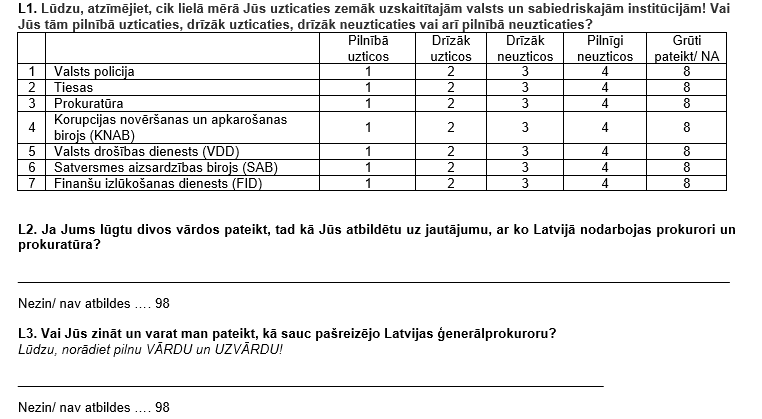 L1. Lūdzu, atzīmējiet, cik lielā mērā Jūs uzticaties zemāk uzskaitītajām valsts un sabiedriskajām institūcijām! Vai
Jūs tām pilnībā uzticaties, drīzāk uzticaties, drīzāk neuzticaties vai arī pilnībā neuzticaties?
Pilnībā uzticos Drīzāk uzticos Drīzāk neuzticos Pilnīgi neuzticos Grūti pateikt/ NA
1 Valsts policija 1 2 3 4 8
2 Tiesas 1 2 3 4 8
3 Prokuratūra 1 2 3 4 8
4 Korupcijas novēršanas un apkarošanas birojs (KNAB) 1 2 3 4 8
5 Valsts drošības dienests (VDD) 1 2 3 4 8
6 Satversmes aizsardzības birojs (SAB) 1 2 3 4 8
7 Finanšu izlūkošanas dienests (FID) 1 2 3 4 8
L2. Ja Jums lūgtu divos vārdos pateikt, tad kā Jūs atbildētu uz jautājumu, ar ko Latvijā nodarbojas prokurori un
prokuratūra?
Nezin/ nav atbildes …. 98
L3. Vai Jūs zināt un varat man pateikt, kā sauc pašreizējo Latvijas ģenerālprokuroru?
Lūdzu, norādiet pilnu VĀRDU un UZVĀRDU!
Nezin/ nav atbildes …. 98